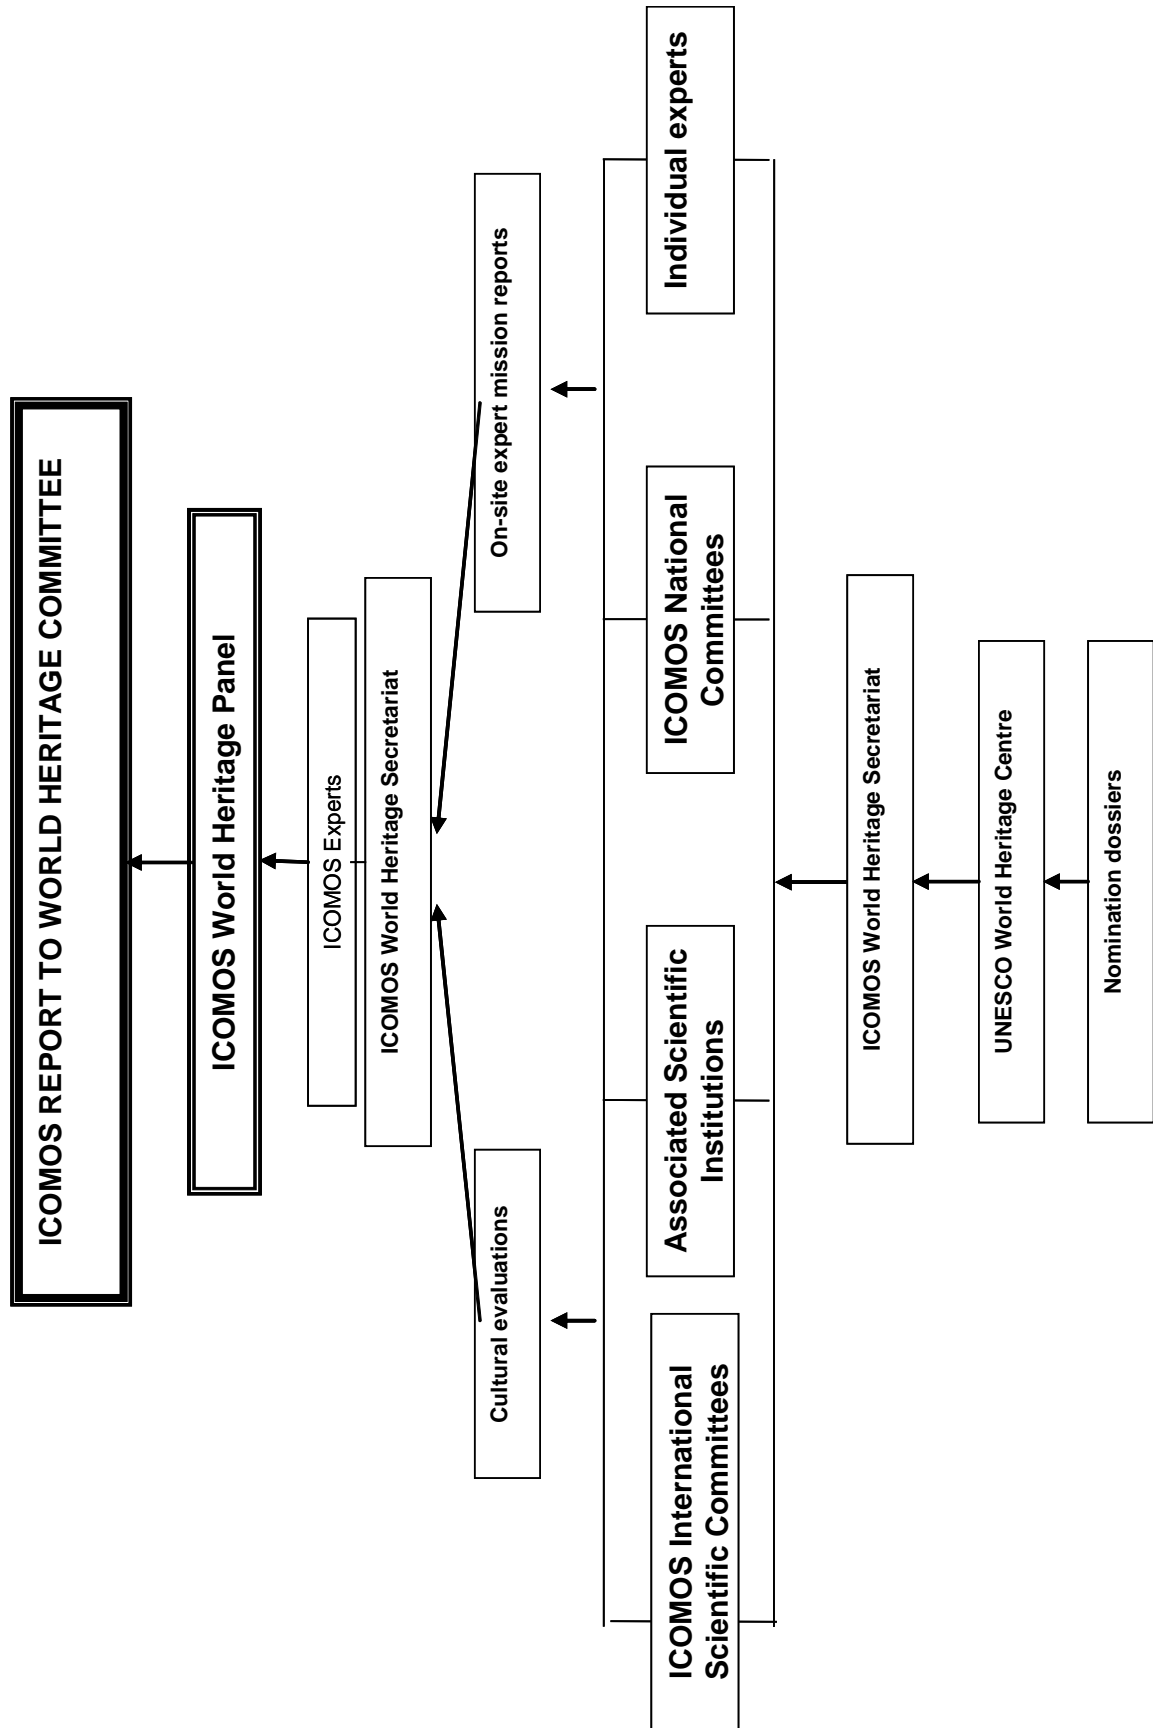 ICOMOS REPORT TO WORLD HERITAGE COMMITTEE
ICOMOS World Heritage Panel
ICOMOS Experts
ICOMOS World Heritage Secretariat
Cultural evaluations
On-site expert mission reports
ICOMOS International
Scientific Committees
Associated Scientific
Institutions
ICOMOS National
Committees
Individual experts
ICOMOS World Heritage Secretariat
UNESCO World Heritage Centre
Nomination dossiers